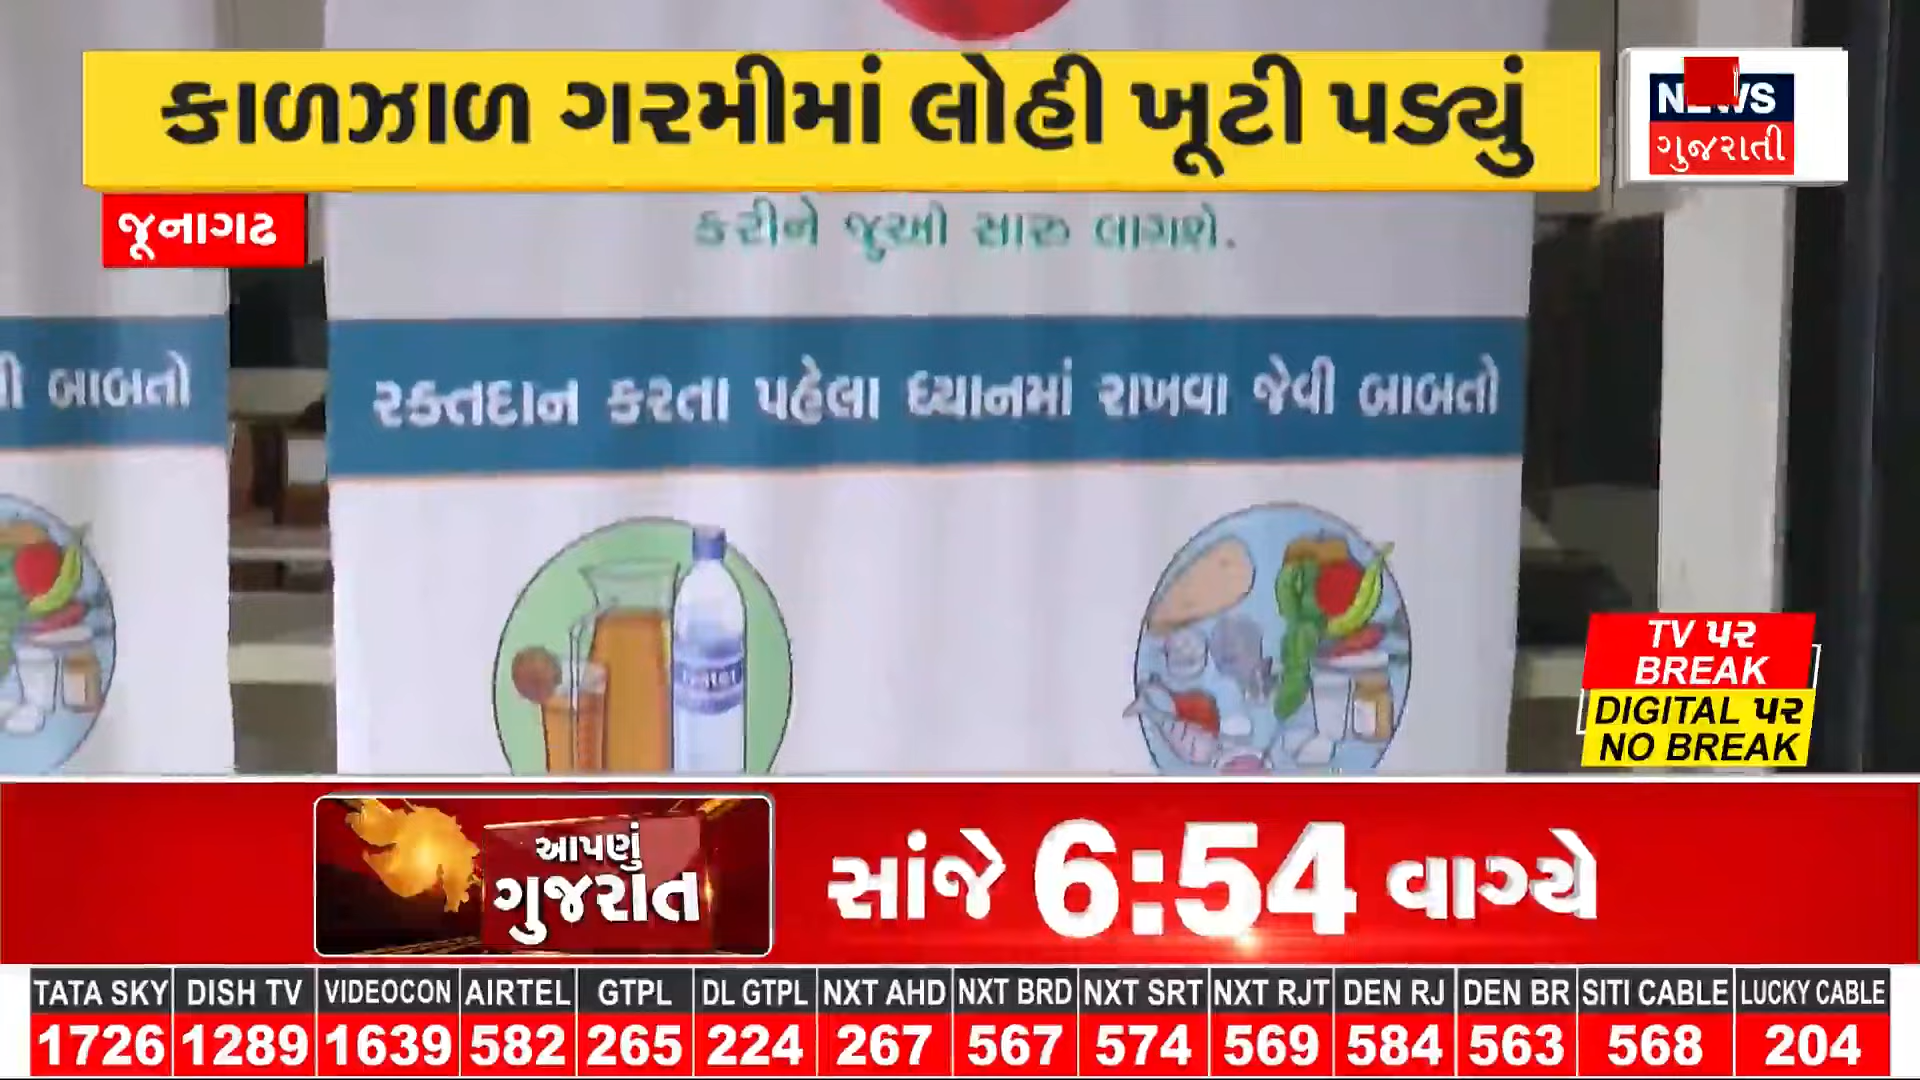 કાળઝાળ ગરમીમાં લોહી ખૂટી પડ્યું
NEWS
ગુજરાતી
જૂનાગઢ
કરીને જુઓ સારુ લાગશે.
બાબતો
રક્તદાન કરતા પહેલા ધ્યાનમાં રાખવા જેવી બાબતો
TV પર
BREAK
DIGITAL પર
NO BREAK
આપણું
ગુજરાત
સાંજે 6:54 વાગ્યે
TATA SKY DISH TV VIDEOCON AIRTEL GTPL DL GTPL NXT AHD NXT BRD NXT SRT NXT RJT DEN RJ DEN BR SITI CABLE LUCKY CABLE
1726 1289 1639 582 265 224 267 567 574 569 584 563 568 204